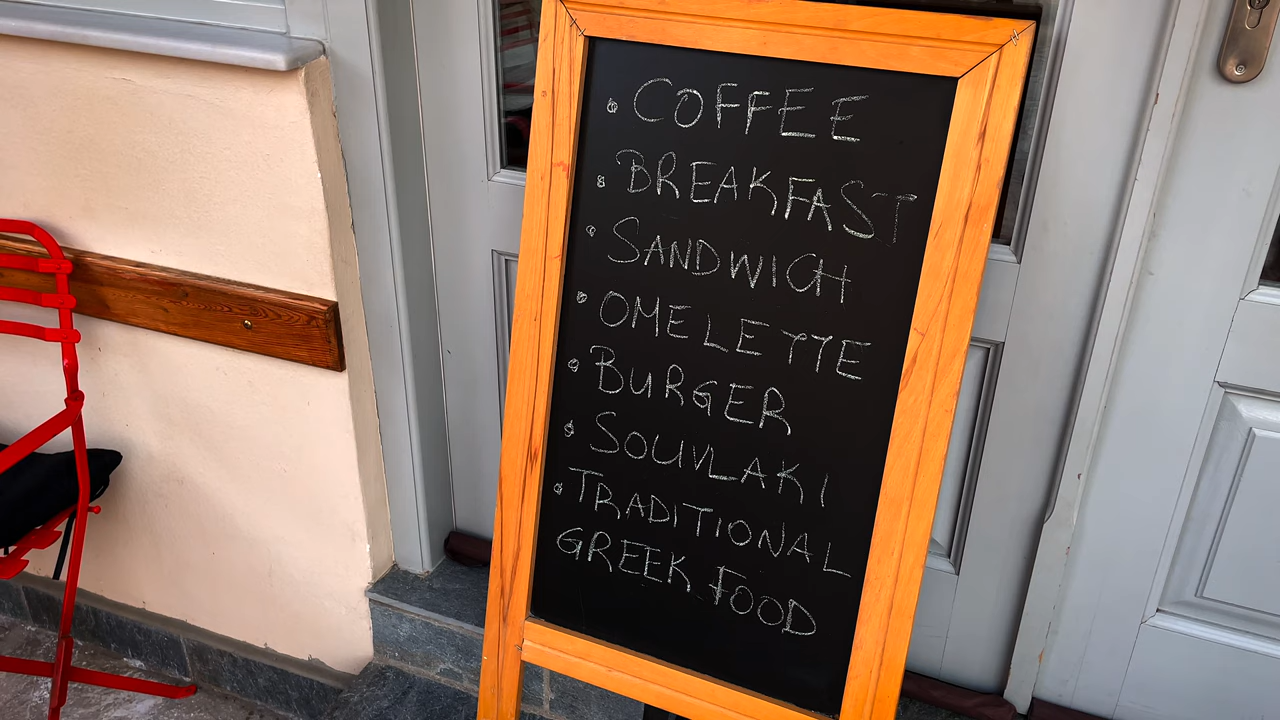 • COFFEE
• BREAKFAST
• SANDWICH
• OMELETTE
• BURGER
• SOUVLAKI
• TRADITIONAL
GREEK FOOD